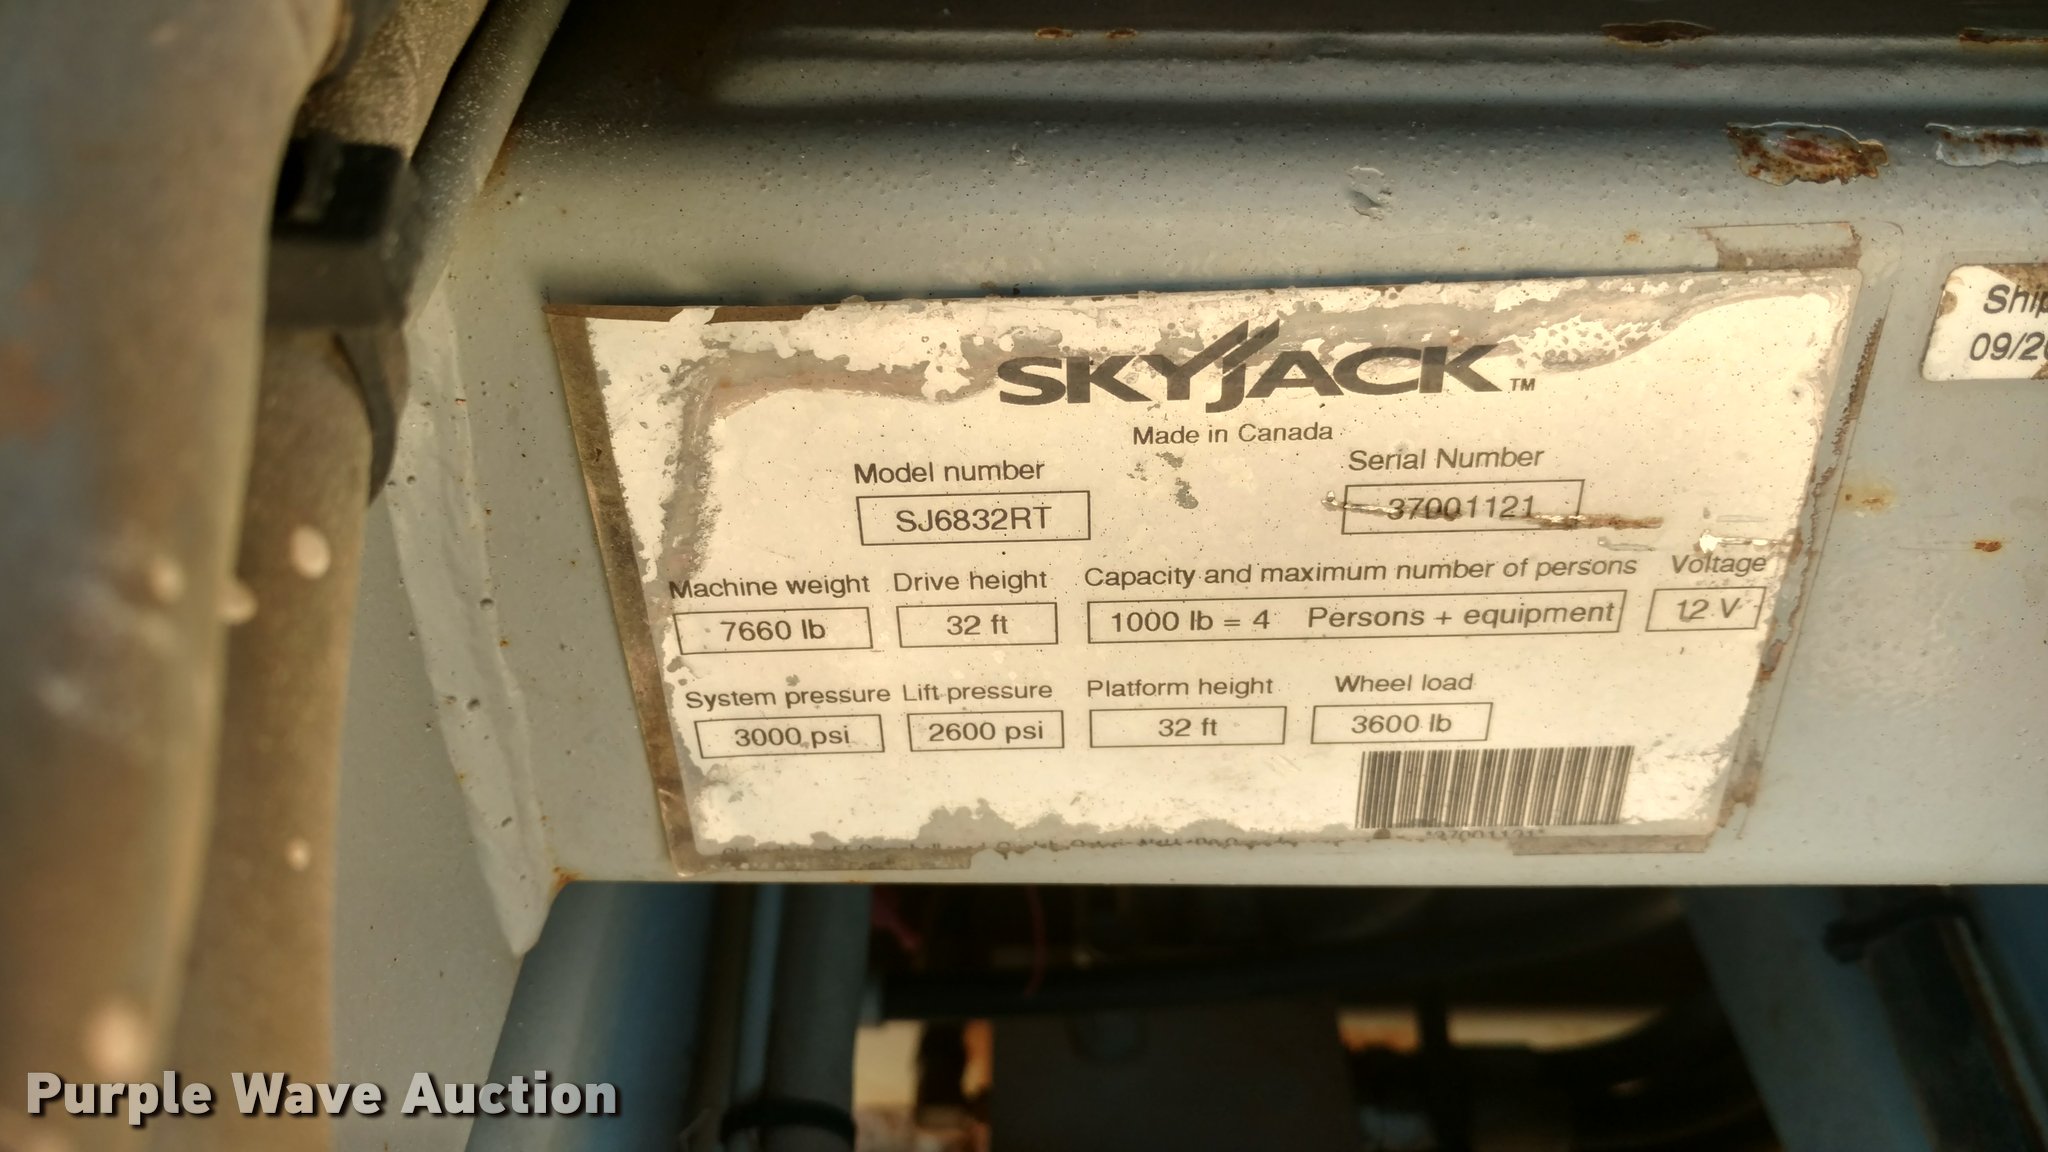 SKYJACK™
Made in Canada
Model number
SJ6832RT
Serial Number
37001121
Machine weight
7660 lb
Drive height
32 ft
Capacity and maximum number of persons
1000 lb = 4 Persons + equipment
Voltage
12 V
System pressure
3000 psi
Lift pressure
2600 psi
Platform height
32 ft
Wheel load
3600 lb
Ship
09/20
Purple Wave Auction